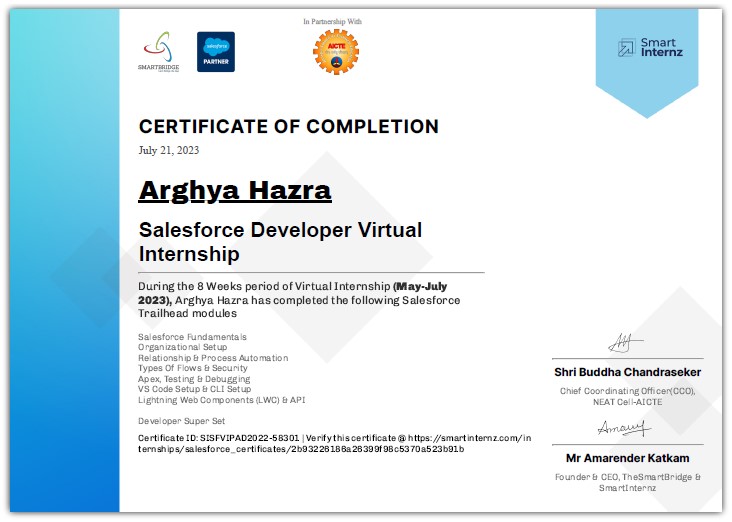 In Partnership With
SMARTBRIDGE
salesforce
PARTNER
AICTE
Smart
Internz
CERTIFICATE OF COMPLETION
July 21, 2023
Arghya Hazra
Salesforce Developer Virtual
Internship
During the 8 Weeks period of Virtual Internship (May-July
2023), Arghya Hazra has completed the following Salesforce
Trailhead modules
Salesforce Fundamentals
Organizational Setup
Relationship & Process Automation
Types Of Flows & Security
Apex, Testing & Debugging
VS Code Setup & CLI Setup
Lightning Web Components (LWC) & API
Developer Super Set
Certificate ID: SISFVIPAD2022-58301 | Verify this certificate @ https://smartinternz.com/in
ternships/salesforce_certificates/2b93226186a26399f98c5370a523b91b
Shri Buddha Chandraseker
Chief Coordinating Officer(CCO),
NEAT Cell-AICTE
Mr Amarender Katkam
Founder & CEO, TheSmartBridge &
SmartInternz